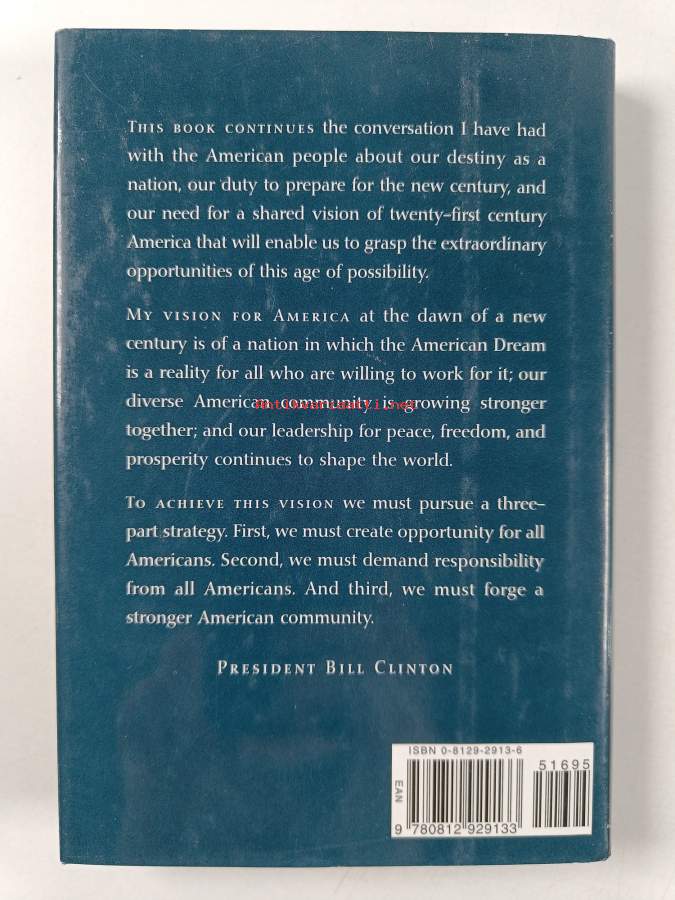 THIS BOOK CONTINUES the conversation I have had
with the American people about our destiny as a
nation, our duty to prepare for the new century, and
our need for a shared vision of twenty-first century
America that will enable us to grasp the extraordinary
opportunities of this age of possibility.
MY VISION FOR AMERICA at the dawn of a new
century is of a nation in which the American Dream
is a reality for all who are willing to work for it; our
diverse American community is growing stronger
together; and our leadership for peace, freedom, and
prosperity continues to shape the world.
TO ACHIEVE THIS VISION we must pursue a three-
part strategy. First, we must create opportunity for all
Americans. Second, we must demand responsibility
from all Americans. And third, we must forge a
stronger American community.
PRESIDENT BILL CLINTON
ISBN 0-8129-2913-6
51695
EAN
9 780812 929133
antikvariaatti.net